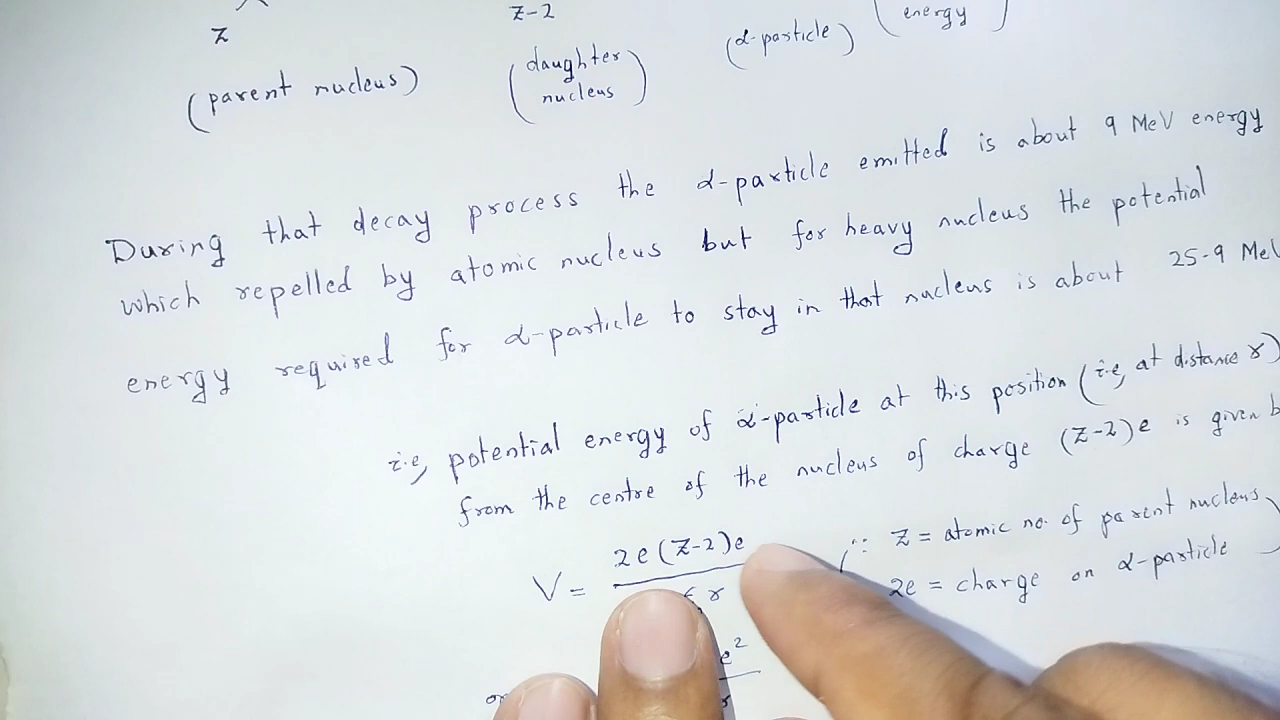 Z
Z-2
(parent nucleus)
(daughter nucleus)
(α-particle)
(energy)
During that decay process the α-particle emitted is about 9 MeV energy
which repelled by atomic nucleus but for heavy nucleus the potential
energy required for α-particle to stay in that nucleus is about 25-9 MeV
i.e, potential energy of α-particle at this position (i.e, at distance r)
from the centre of the nucleus of charge (Z-2)e is given
V = 2e(Z-2)e
r
∵ Z = atomic no. of parent nucleus
2e = charge on α-particle
or
e²